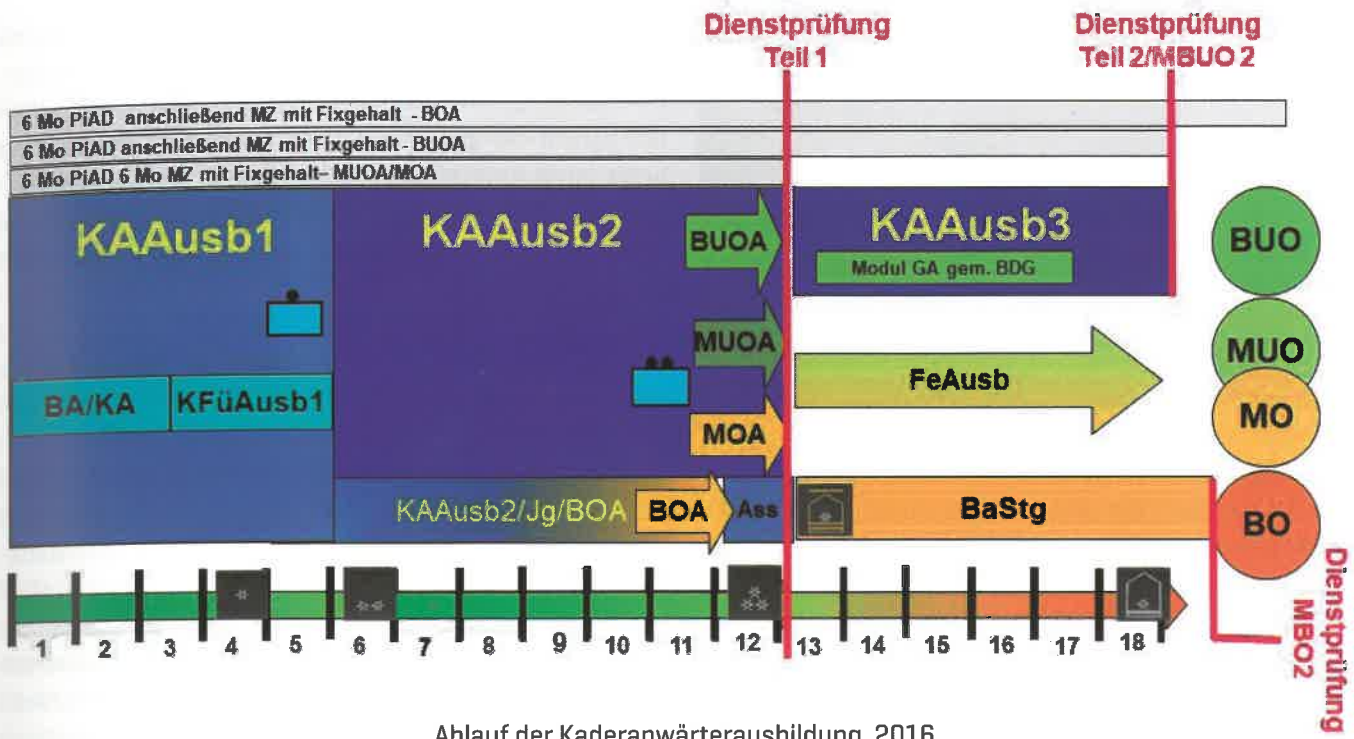 Dienstprüfung
Teil 1
Dienstprüfung
Teil 2/MBUO 2
6 Mo PiAD anschließend MZ mit Fixgehalt - BOA
6 Mo PiAD anschließend MZ mit Fixgehalt - BUOA
6 Mo PiAD 6 Mo MZ mit Fixgehalt– MUOA/MOA
KAAusb1
KAAusb2
BUOA
KAAusb3
Modul GA gem. BDG
BUO
MUOA
MUO
BA/KA
KFüAusb1
FeAusb
MOA
MO
KAAusb2/Jg/BOA
BOA
Ass
BaStg
BO
1 2 3 4 5 6 7 8 9 10 11 12 13 14 15 16 17 18
Dienstprüfung
MBO2
Ablauf der Kaderanwärterausbildung, 2016